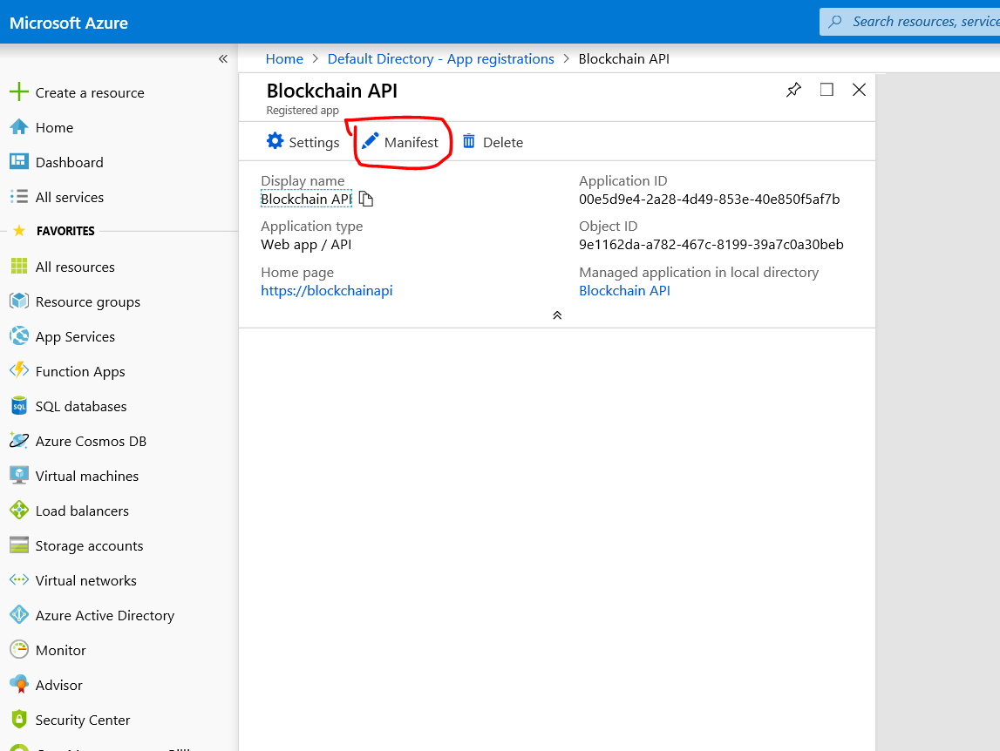 Microsoft Azure
Search resources, service
Home > Default Directory - App registrations > Blockchain API
Create a resource
Home
Dashboard
All services
FAVORITES
All resources
Resource groups
App Services
Function Apps
SQL databases
Azure Cosmos DB
Virtual machines
Load balancers
Storage accounts
Virtual networks
Azure Active Directory
Monitor
Advisor
Security Center
Blockchain API
Registered app
Settings Manifest Delete
Display name
Blockchain API
Application type
Web app / API
Home page
https://blockchainapi
Application ID
00e5d9e4-2a28-4d49-853e-40e850f5af7b
Object ID
9e1162da-a782-467c-8199-39a7c0a30beb
Managed application in local directory
Blockchain API